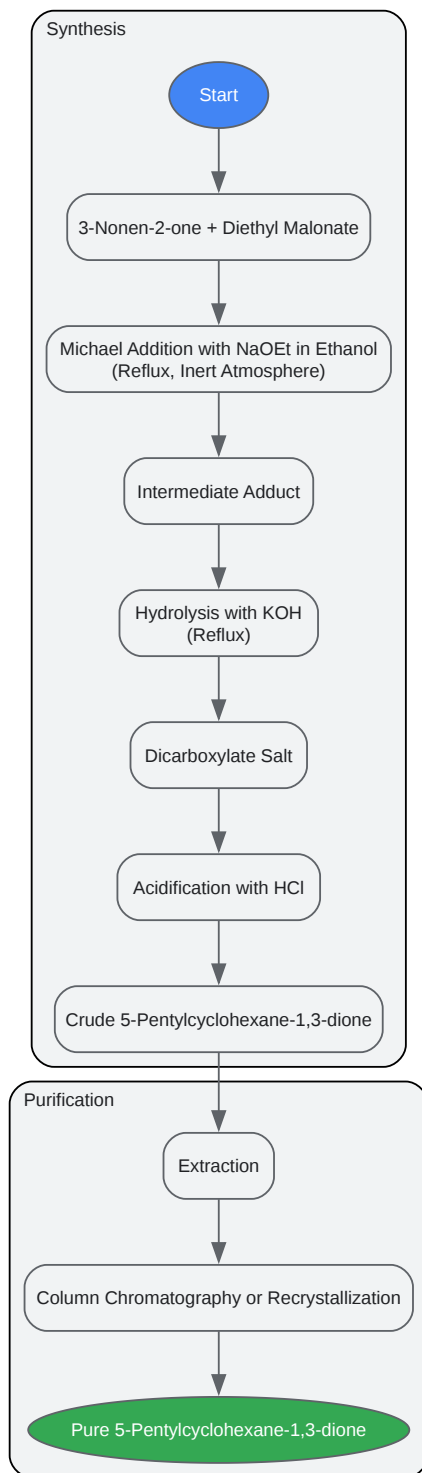 Synthesis
Start
3-Nonen-2-one + Diethyl Malonate
Michael Addition with NaOEt in Ethanol
(Reflux, Inert Atmosphere)
Intermediate Adduct
Hydrolysis with KOH
(Reflux)
Dicarboxylate Salt
Acidification with HCl
Crude 5-Pentylcyclohexane-1,3-dione
Purification
Extraction
Column Chromatography or Recrystallization
Pure 5-Pentylcyclohexane-1,3-dione